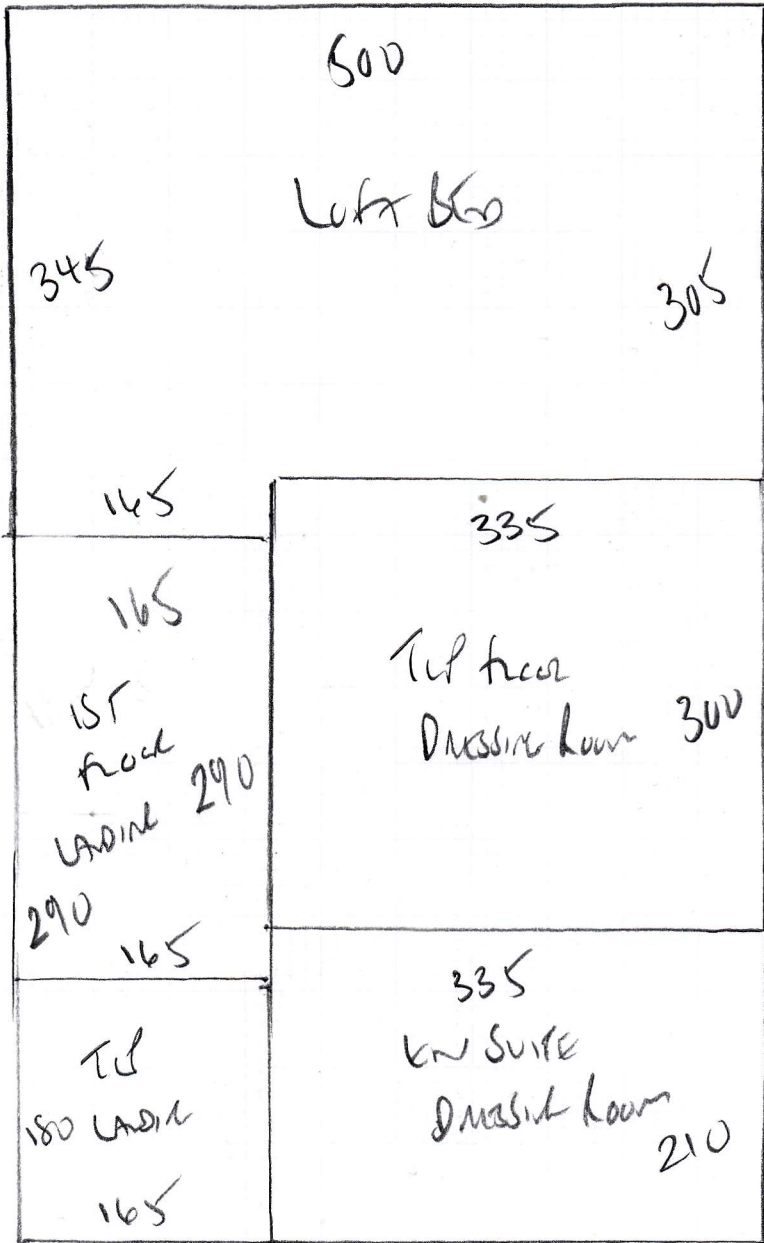 500
LOFT BED
345
305
165
335
165
TOP FLOOR
DRESSING ROOM 300
1ST
FLOOR
LANDING 290
290
165
335
EN SUITE
DRESSING ROOM
210
TOP
180 LANDING
165